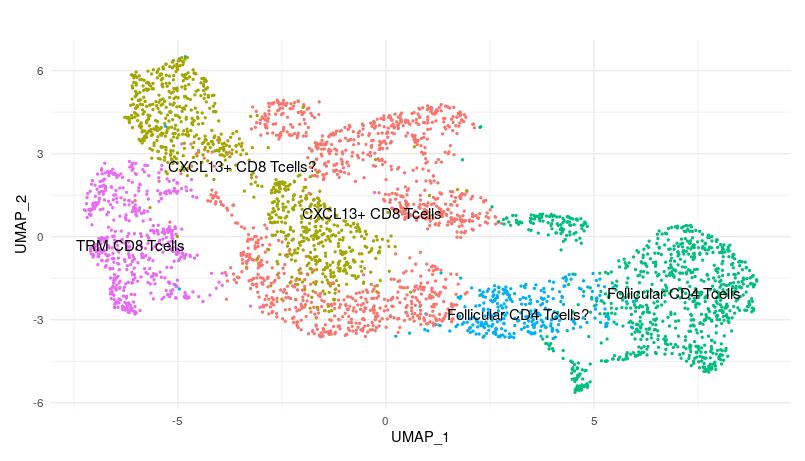 6
3
0
-3
-6
UMAP_2
CXCL13+ CD8 Tcells?
CXCL13+ CD8 Tcells
TRM CD8 Tcells
Follicular CD4 Tcells
Follicular CD4 Tcells?
-5
0
5
UMAP_1